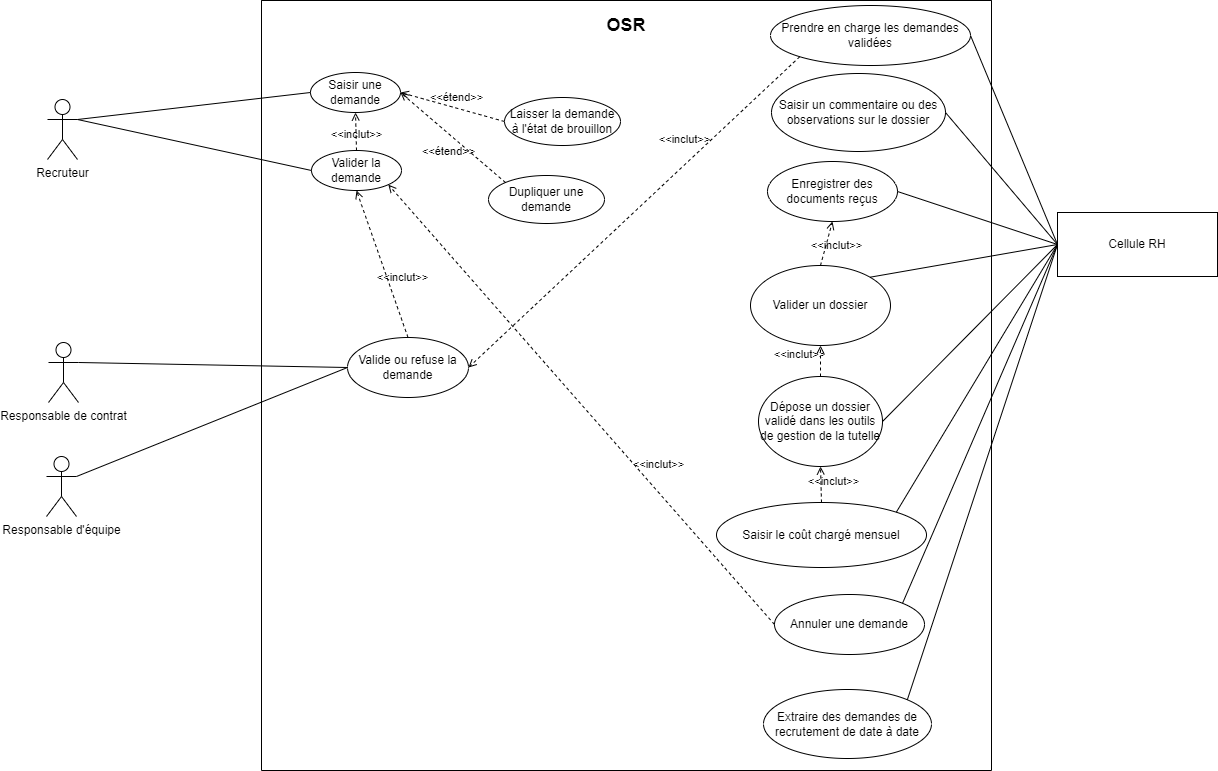 OSR
Prendre en charge les demandes
validées
Saisir une
demande
<<étend>>
Laisser la demande
à l'état de brouillon
Saisir un commentaire ou des
observations sur le dossier
<<inclut>>
<<inclut>>
<<étend>>
Valider la
demande
Recruteur
Dupliquer une
demande
Enregistrer des
documents reçus
<<inclut>>
Cellule RH
<<inclut>>
Valider un dossier
Valide ou refuse la
demande
<<inclut>>
Responsable de contrat
Dépose un dossier
validé dans les outils
de gestion de la tutelle
<<inclut>>
<<inclut>>
Responsable d'équipe
Saisir le coût chargé mensuel
Annuler une demande
Extraire des demandes de
recrutement de date à date